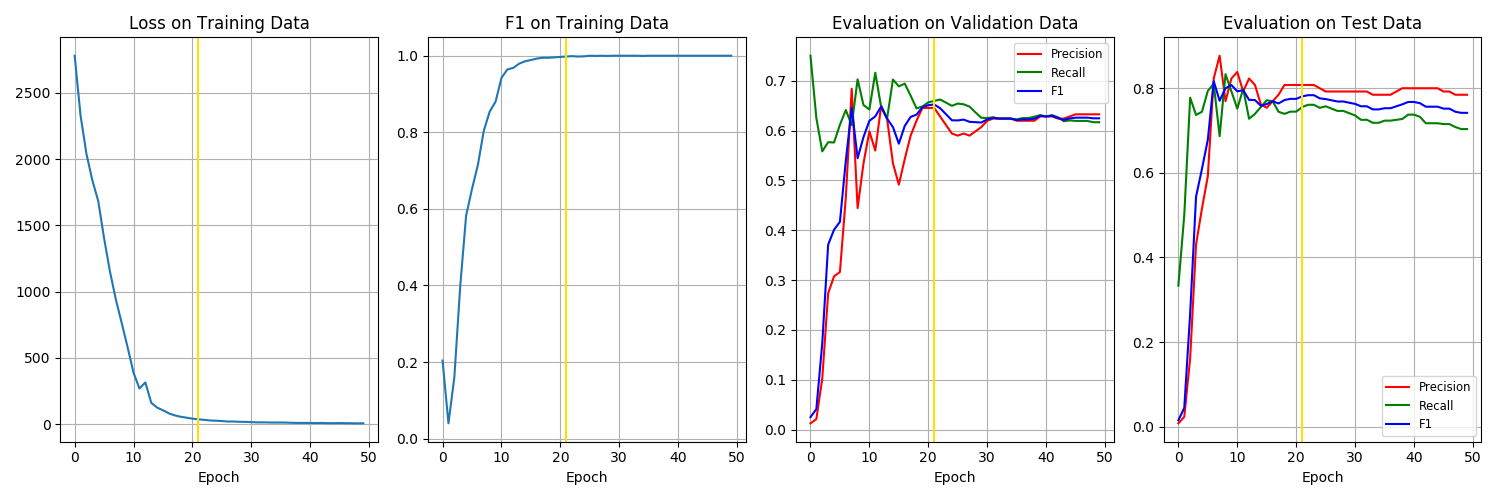 Loss on Training Data
2500
2000
1500
1000
500
0
0 10 20 30 40 50
Epoch
F1 on Training Data
1.0
0.8
0.6
0.4
0.2
0.0
0 10 20 30 40 50
Epoch
Evaluation on Validation Data
Precision
Recall
F1
0.7
0.6
0.5
0.4
0.3
0.2
0.1
0.0
0 10 20 30 40 50
Epoch
Evaluation on Test Data
0.8
0.6
0.4
0.2
0.0
Precision
Recall
F1
0 10 20 30 40 50
Epoch